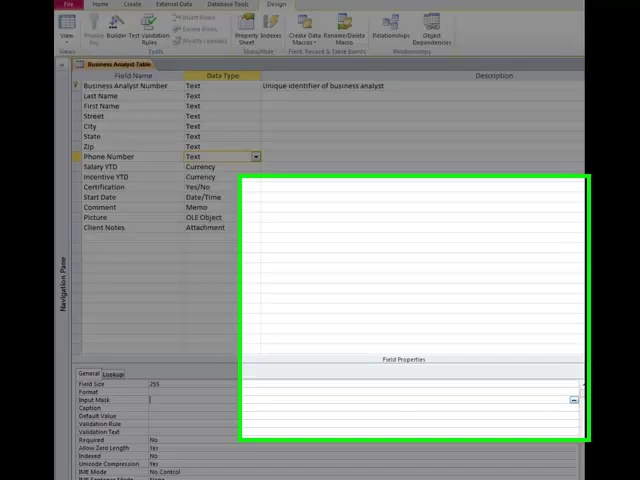 File Home Create External Data Database Tools Design
View Primary Key Builder Test Validation Rules Insert Rows Delete Rows Modify Lookups Property Sheet Indexes Create Data Macros Rename/Delete Macro Relationships Object Dependencies
Views Tools Show/Hide Field, Record & Table Events Relationships
Business Analyst Table
Field Name Data Type Description
Business Analyst Number Text Unique identifier of business analyst
Last Name Text
First Name Text
Street Text
City Text
State Text
Zip Text
Phone Number Text
Salary YTD Currency
Incentive YTD Currency
Certification Yes/No
Start Date Date/Time
Comment Memo
Picture OLE Object
Client Notes Attachment
Navigation Pane
Field Properties
General Lookup
Field Size 255
Format
Input Mask
Caption
Default Value
Validation Rule
Validation Text
Required No
Allow Zero Length Yes
Indexed No
Unicode Compression Yes
IME Mode No Control
IME Sentence Mode None